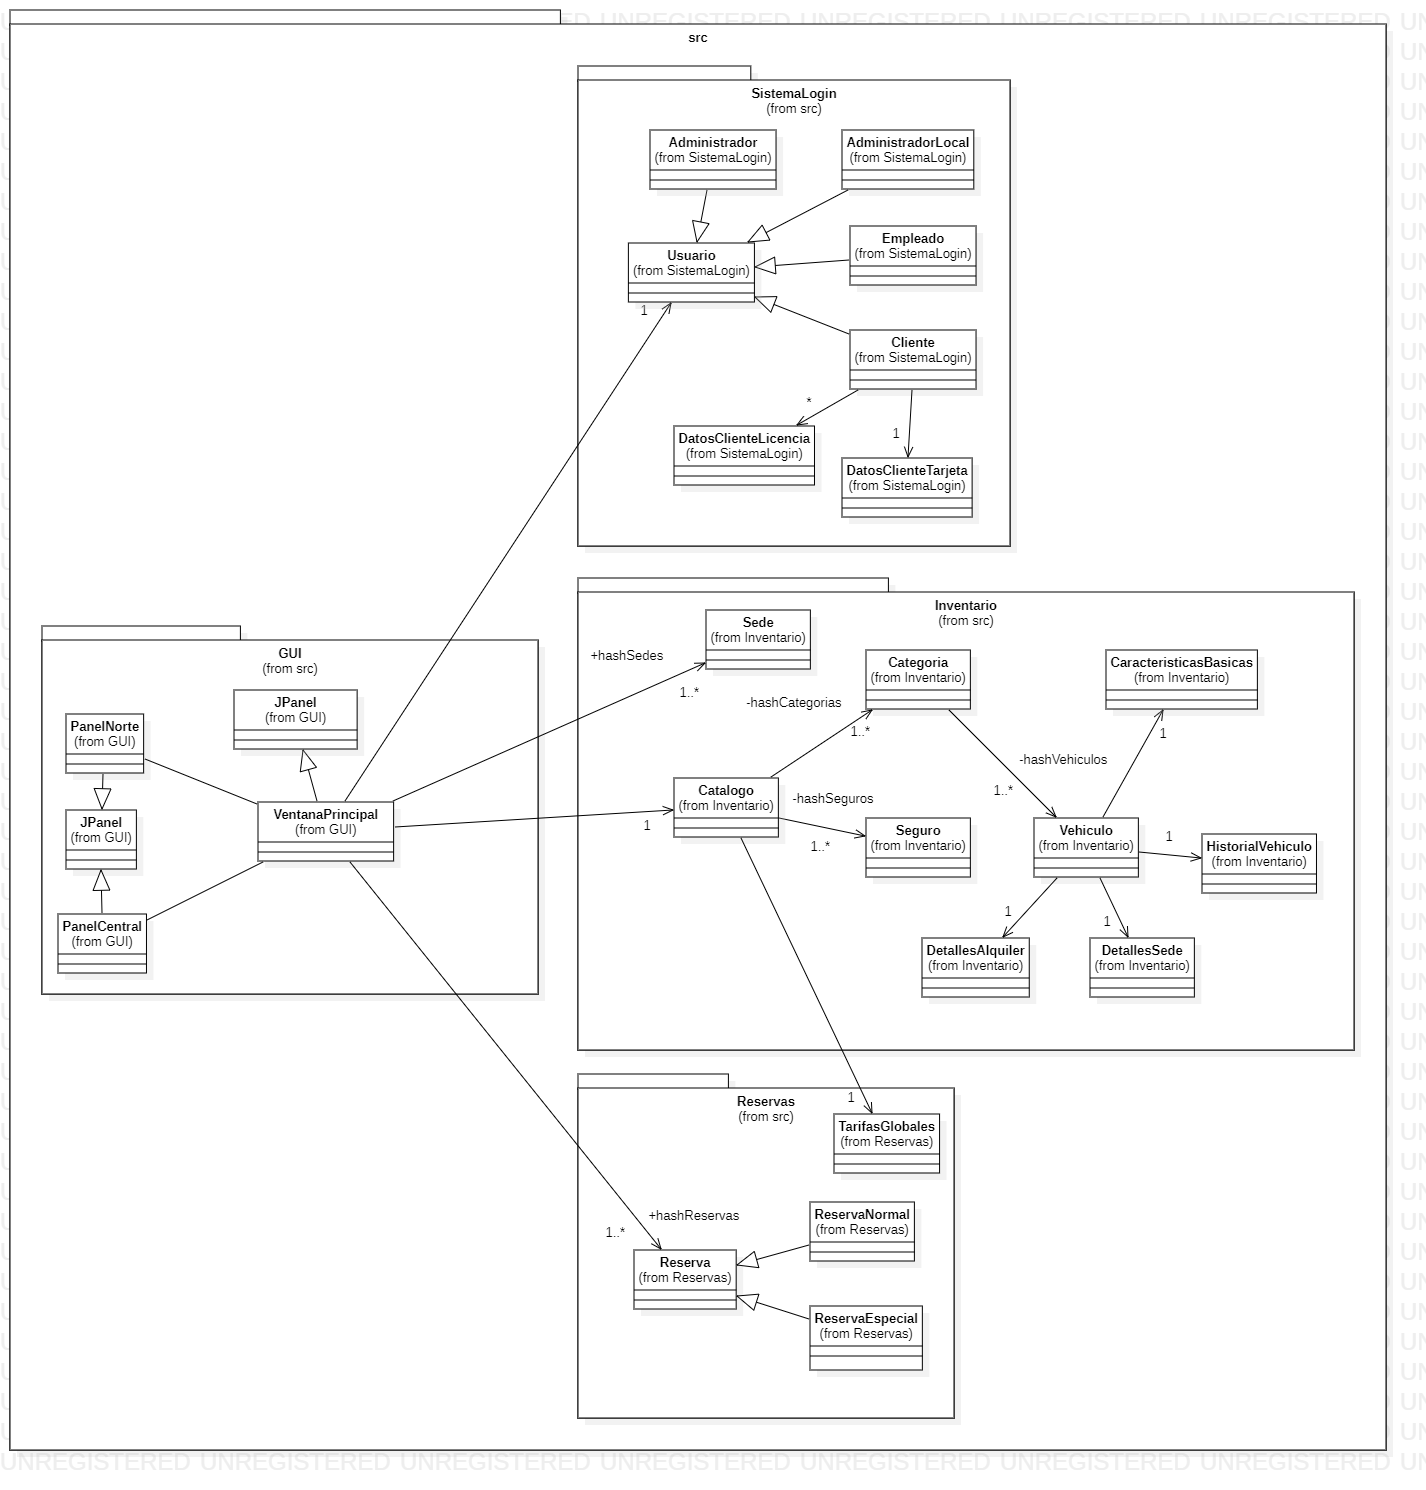 src
SistemaLogin
(from src)
Administrador
(from SistemaLogin)
AdministradorLocal
(from SistemaLogin)
Empleado
(from SistemaLogin)
Usuario
(from SistemaLogin)
1
Cliente
(from SistemaLogin)
*
1
DatosClienteLicencia
(from SistemaLogin)
DatosClienteTarjeta
(from SistemaLogin)
GUI
(from src)
JPanel
(from GUI)
PanelNorte
(from GUI)
JPanel
(from GUI)
VentanaPrincipal
(from GUI)
PanelCentral
(from GUI)
Inventario
(from src)
Sede
(from Inventario)
+hashSedes
1..*
Categoria
(from Inventario)
-hashCategorias
1..*
CaracteristicasBasicas
(from Inventario)
1
-hashVehiculos
1..*
Catalogo
(from Inventario)
1
-hashSeguros
1..*
Seguro
(from Inventario)
Vehiculo
(from Inventario)
1
HistorialVehiculo
(from Inventario)
1
1
DetallesAlquiler
(from Inventario)
DetallesSede
(from Inventario)
Reservas
(from src)
1
TarifasGlobales
(from Reservas)
+hashReservas
1..*
ReservaNormal
(from Reservas)
Reserva
(from Reservas)
ReservaEspecial
(from Reservas)
UNREGISTERED UNREGISTERED UNREGISTERED UNREGISTERED UNREGISTERED UNREGISTERED UNREGISTERED UN